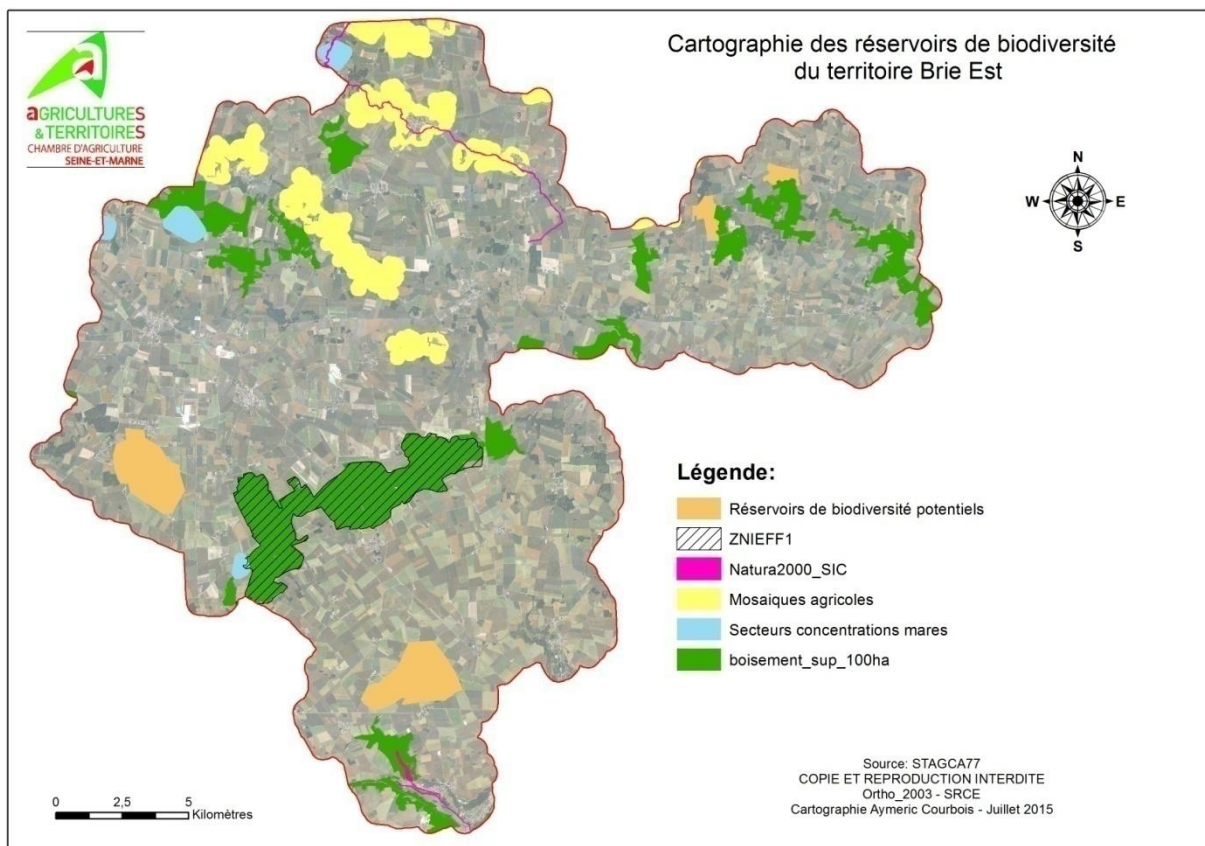 Cartographie des réservoirs de biodiversité
du territoire Brie Est
a
aGRICULTURES
& TERRITOIRES
CHAMBRE D'AGRICULTURE
SEINE-ET-MARNE
N
W E
S
Légende:
Réservoirs de biodiversité potentiels
ZNIEFF1
Natura2000_SIC
Mosaiques agricoles
Secteurs concentrations mares
boisement_sup_100ha
0 2,5 5
Kilomètres
Source: STAGCA77
COPIE ET REPRODUCTION INTERDITE
Ortho_2003 - SRCE
Cartographie Aymeric Courbois - Juillet 2015